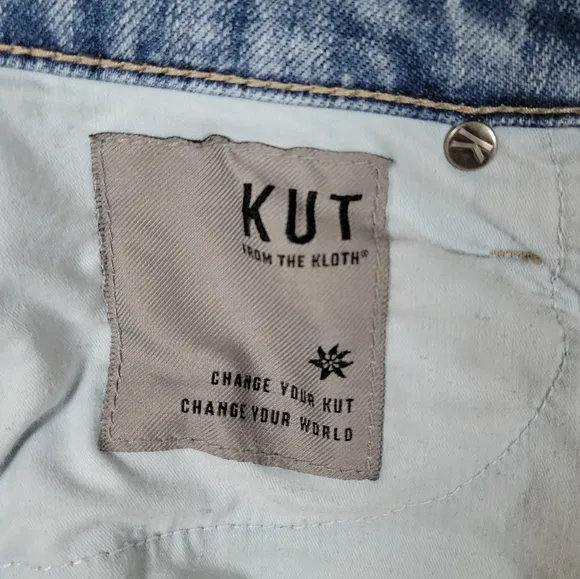 KUT
FROM THE KLOTH®
CHANGE YOUR KUT
CHANGE YOUR WORLD
K